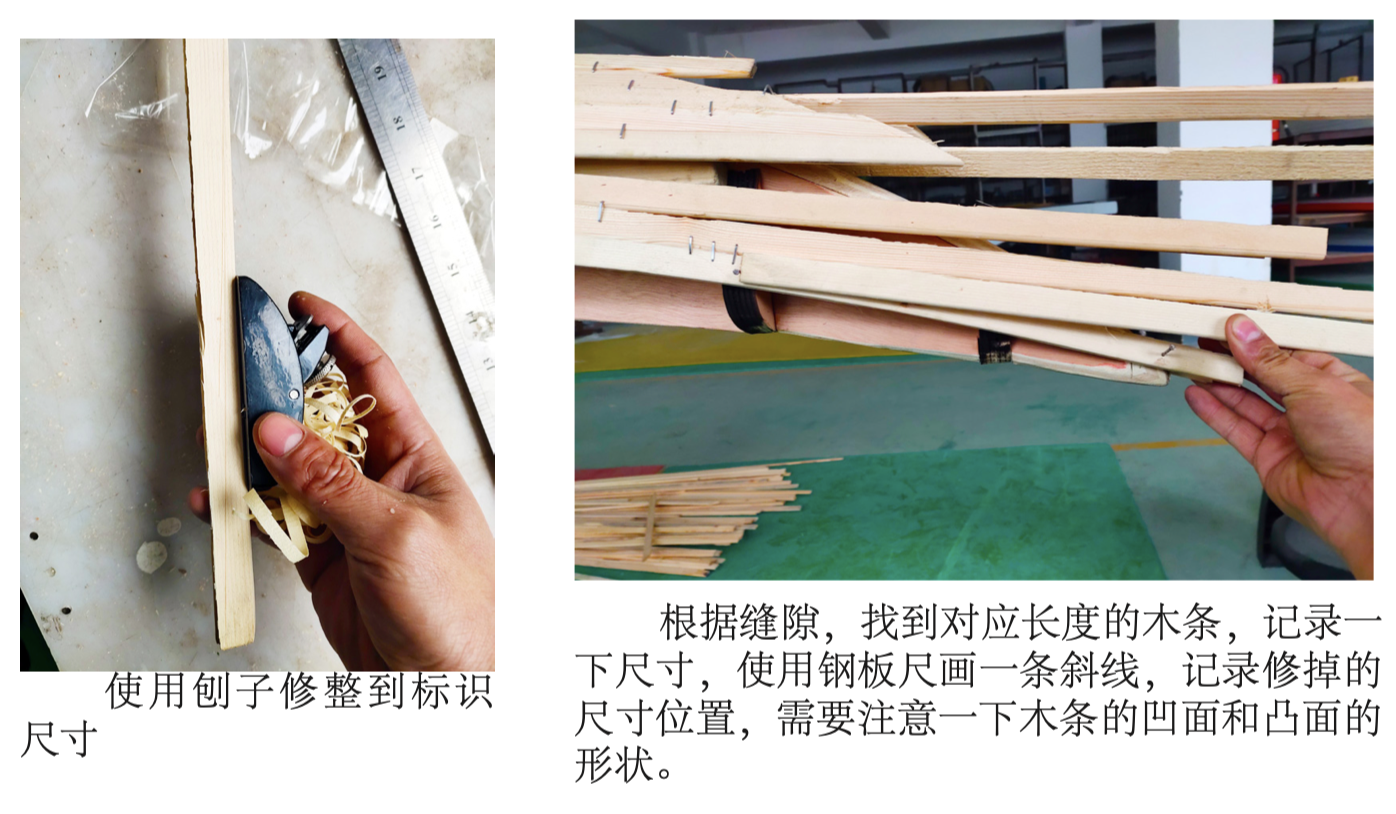 19
18
17
16
15
13
使用刨子修整到标识
尺寸
根据缝隙，找到对应长度的木条，记录一
下尺寸，使用钢板尺画一条斜线，记录修掉的
尺寸位置，需要注意一下木条的凹面和凸面的
形状。